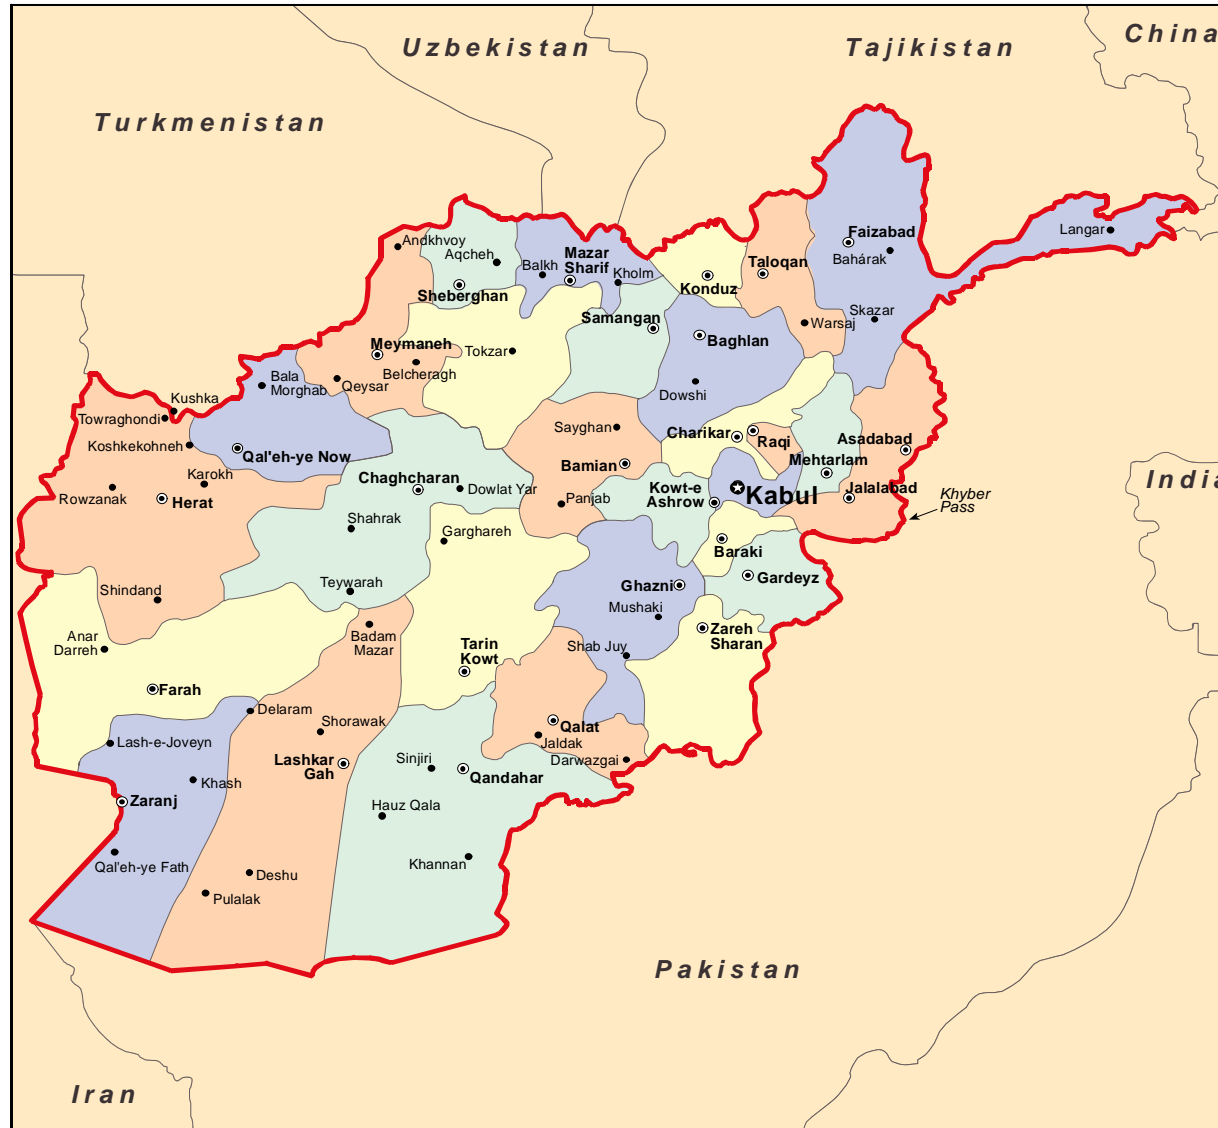 Uzbekistan
Tajikistan
China
Turkmenistan
Faizabad
Bahárak
Langar
Andkhvoy
Aqcheh
Balkh
Mazar
Sharif
Kholm
Sheberghan
Konduz
Taloqan
Skazar
Warsaj
Samangan
Baghlan
Meymaneh
Belcheragh
Tokzar
Dowshi
Bala
Morghab
Qeysar
Kushka
Towraghondi
Koshkekohneh
Qal'eh-ye Now
Sayghan
Charikar
Raqi
Asadabad
Mehtarlam
Bamian
Karokh
Rowzanak
Herat
Chaghcharan
Dowlat Yar
Panjab
Kowt-e
Ashrow
Kabul
Jalalabad
Khyber
Pass
India
Shahrak
Garghareh
Baraki
Gardeyz
Teywarah
Shindand
Ghazni
Mushaki
Anar
Darreh
Badam
Mazar
Tarin
Kowt
Shab Juy
Zareh
Sharan
Farah
Delaram
Shorawak
Lash-e-Joveyn
Khash
Zaranj
Lashkar
Gah
Sinjiri
Qandahar
Qalat
Jaldak
Darwazgai
Hauz Qala
Khannan
Qal'eh-ye Fath
Deshu
Pulalak
Pakistan
Iran